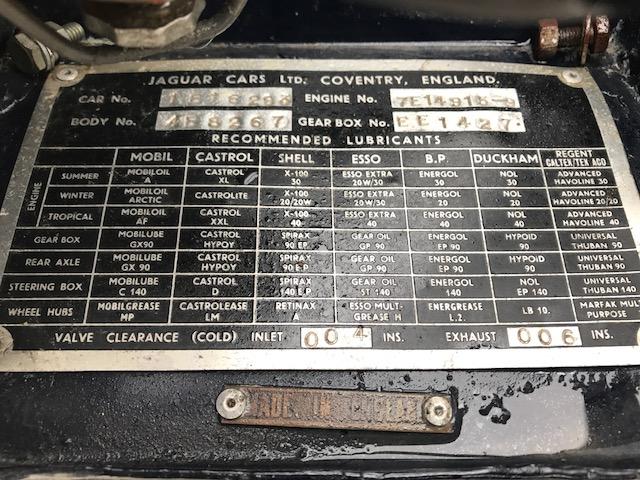 JAGUAR CARS LTD. COVENTRY, ENGLAND.
CAR No. ENGINE No. 7E14918-9
BODY No. 4B8267 GEAR BOX No. EE1427
RECOMMENDED LUBRICANTS
MOBIL CASTROL SHELL ESSO B.P. DUCKHAM REGENT CALTEX/TEX ACO
ENGINE
SUMMER MOBILOIL A CASTROL XL X-100 30 ESSO EXTRA 20W/30 ENERGOL 30 NOL 30 ADVANCED HAVOLINE 30
WINTER MOBILOIL ARCTIC CASTROLITE X-100 20/20W ESSO EXTRA 20W/30 ENERGOL 20 NOL 20 ADVANCED HAVOLINE 20/20
TROPICAL MOBILOIL AF CASTROL XXL X-100 40 ESSO EXTRA 40 ENERGOL 40 NOL 40 ADVANCED HAVOLINE 40
GEAR BOX MOBILUBE GX90 CASTROL HYPOY SPIRAX 90 EP GEAR OIL GP 90 ENERGOL EP 90 HYPOID 90 UNIVERSAL THUBAN 90
REAR AXLE MOBILUBE GX 90 CASTROL HYPOY SPIRAX 90 E.P GEAR OIL GP 90 ENERGOL EP 90 HYPOID 90 UNIVERSAL THUBAN 90
STEERING BOX MOBILUBE C 140 CASTROL D SPIRAX 140 E.P GEAR OIL ST 140 ENERGOL 140 NOL EP 140 UNIVERSAL THUBAN 140
WHEEL HUBS MOBILGREASE MP CASTROLEASE LM RETINAX A ESSO MULT- GREASE H ENERGREASE L.2. LB 10. MARFAK MUL PURPOSE
VALVE CLEARANCE (COLD) INLET 004 INS. EXHAUST 006 INS.
MADE IN